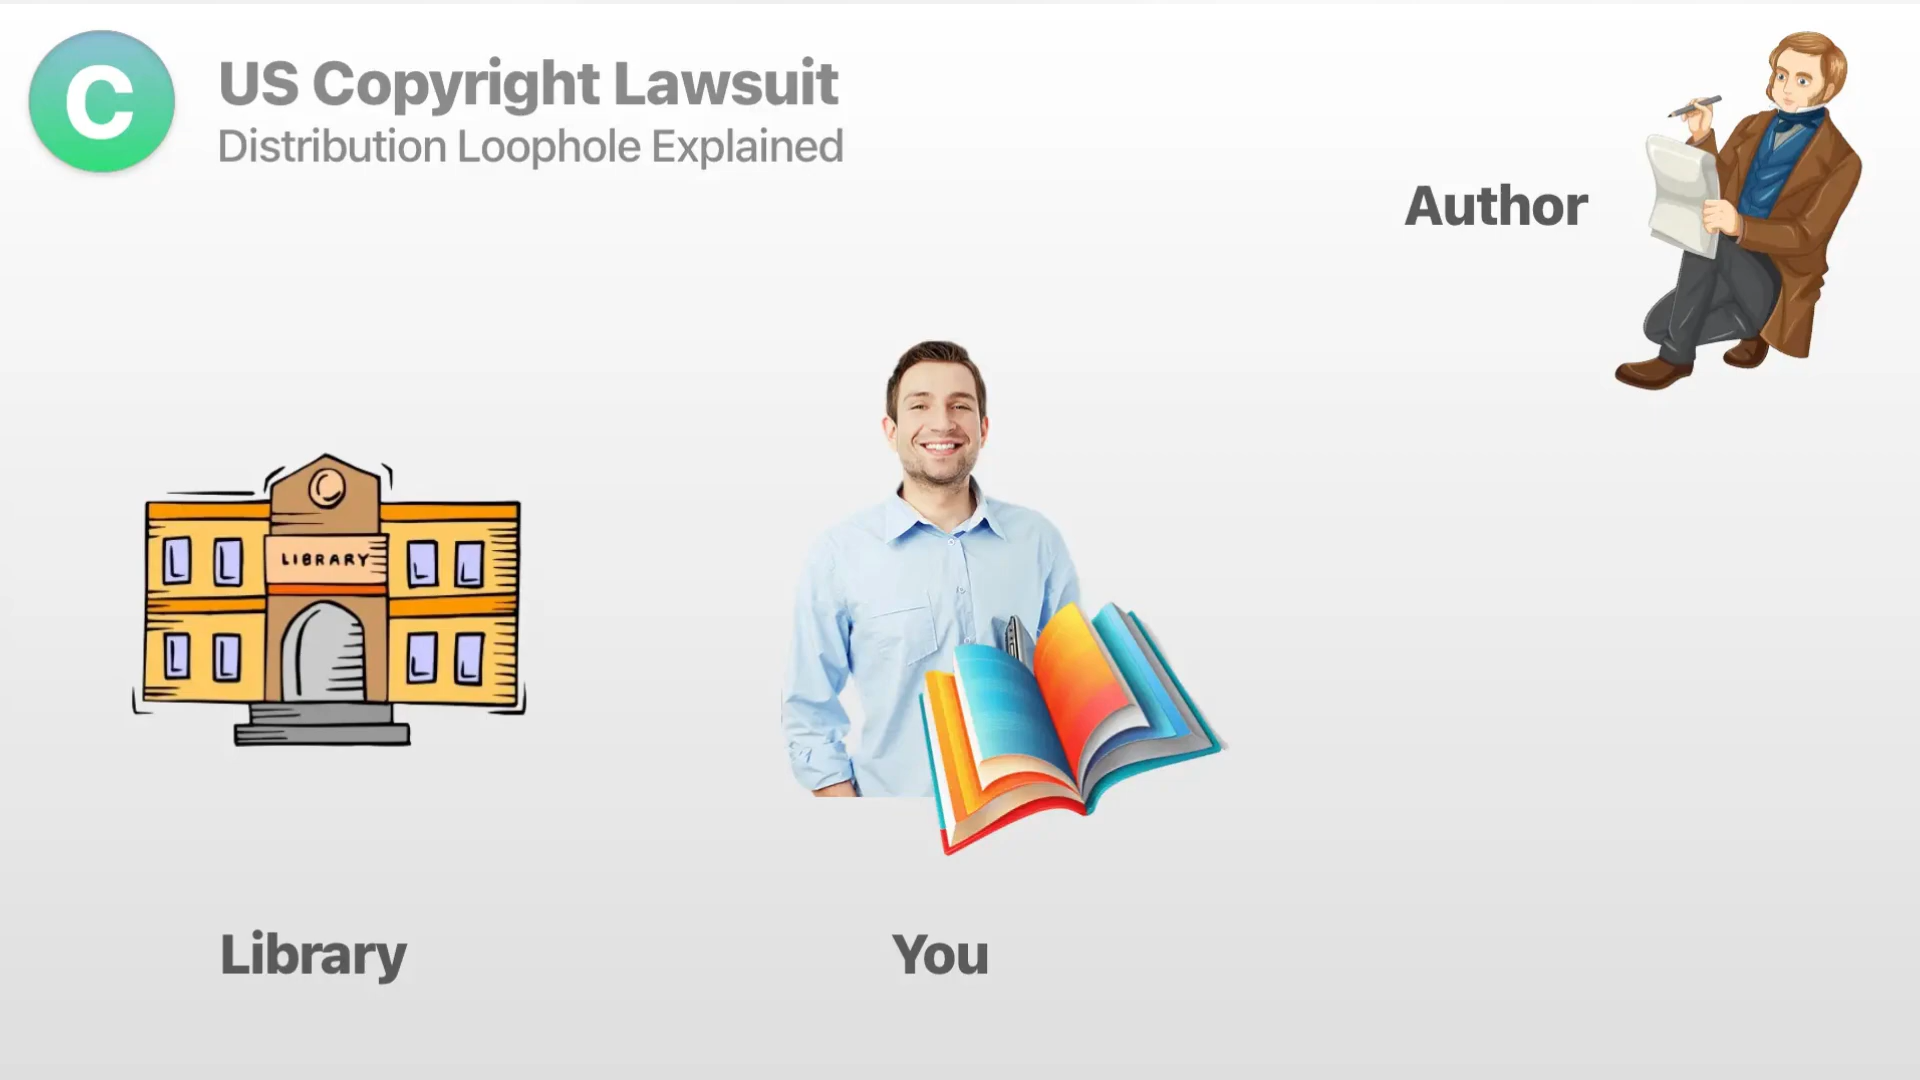 C
US Copyright Lawsuit
Distribution Loophole Explained
Author
LIBRARY
Library
You